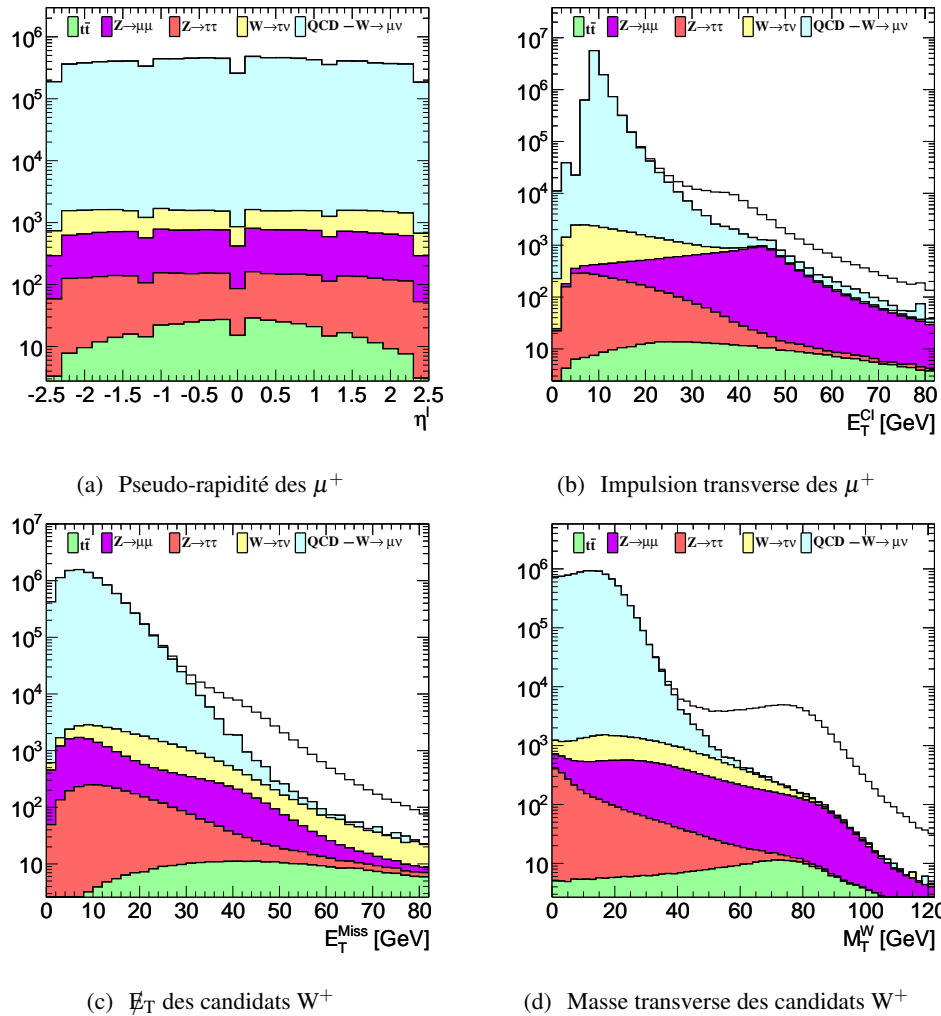 tt̄ Z→μμ Z→ττ W→τν QCD – W→μν
10⁶
10⁵
10⁴
10³
10²
10
-2.5 -2 -1.5 -1 -0.5 0 0.5 1 1.5 2 2.5
ηˡ
(a) Pseudo-rapidité des μ⁺
tt̄ Z→μμ Z→ττ W→τν QCD – W→μν
10⁷
10⁶
10⁵
10⁴
10³
10²
10
0 10 20 30 40 50 60 70 80
E_T^Cl [GeV]
(b) Impulsion transverse des μ⁺
tt̄ Z→μμ Z→ττ W→τν QCD – W→μν
10⁷
10⁶
10⁵
10⁴
10³
10²
10
0 10 20 30 40 50 60 70 80
E_T^Miss [GeV]
(c) E̸_T des candidats W⁺
tt̄ Z→μμ Z→ττ W→τν QCD – W→μν
10⁶
10⁵
10⁴
10³
10²
10
0 20 40 60 80 100 120
M_T^W [GeV]
(d) Masse transverse des candidats W⁺